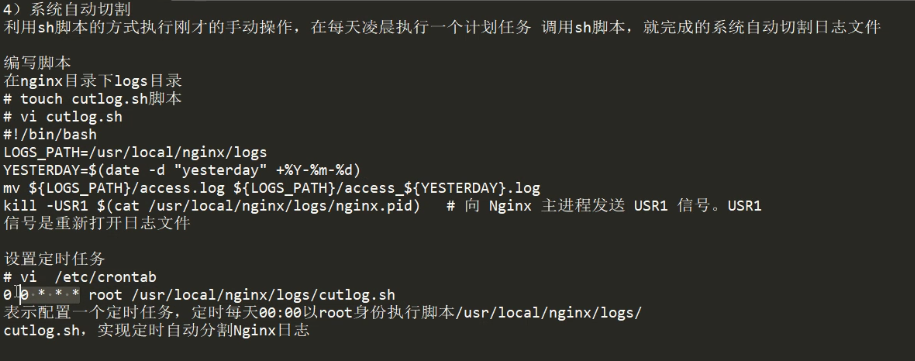 4）系统自动切割
利用sh脚本的方式执行刚才的手动操作，在每天凌晨执行一个计划任务 调用sh脚本，就完成的系统自动切割日志文件
编写脚本
在nginx目录下logs目录
# touch cutlog.sh脚本
# vi cutlog.sh
#!/bin/bash
LOGS_PATH=/usr/local/nginx/logs
YESTERDAY=$(date -d "yesterday" +%Y-%m-%d)
mv ${LOGS_PATH}/access.log ${LOGS_PATH}/access_${YESTERDAY}.log
kill -USR1 $(cat /usr/local/nginx/logs/nginx.pid)   # 向 Nginx 主进程发送 USR1 信号。USR1
信号是重新打开日志文件
设置定时任务
# vi  /etc/crontab
0 0 * * * root /usr/local/nginx/logs/cutlog.sh
表示配置一个定时任务，定时每天00:00以root身份执行脚本/usr/local/nginx/logs/
cutlog.sh，实现定时自动分割Nginx日志